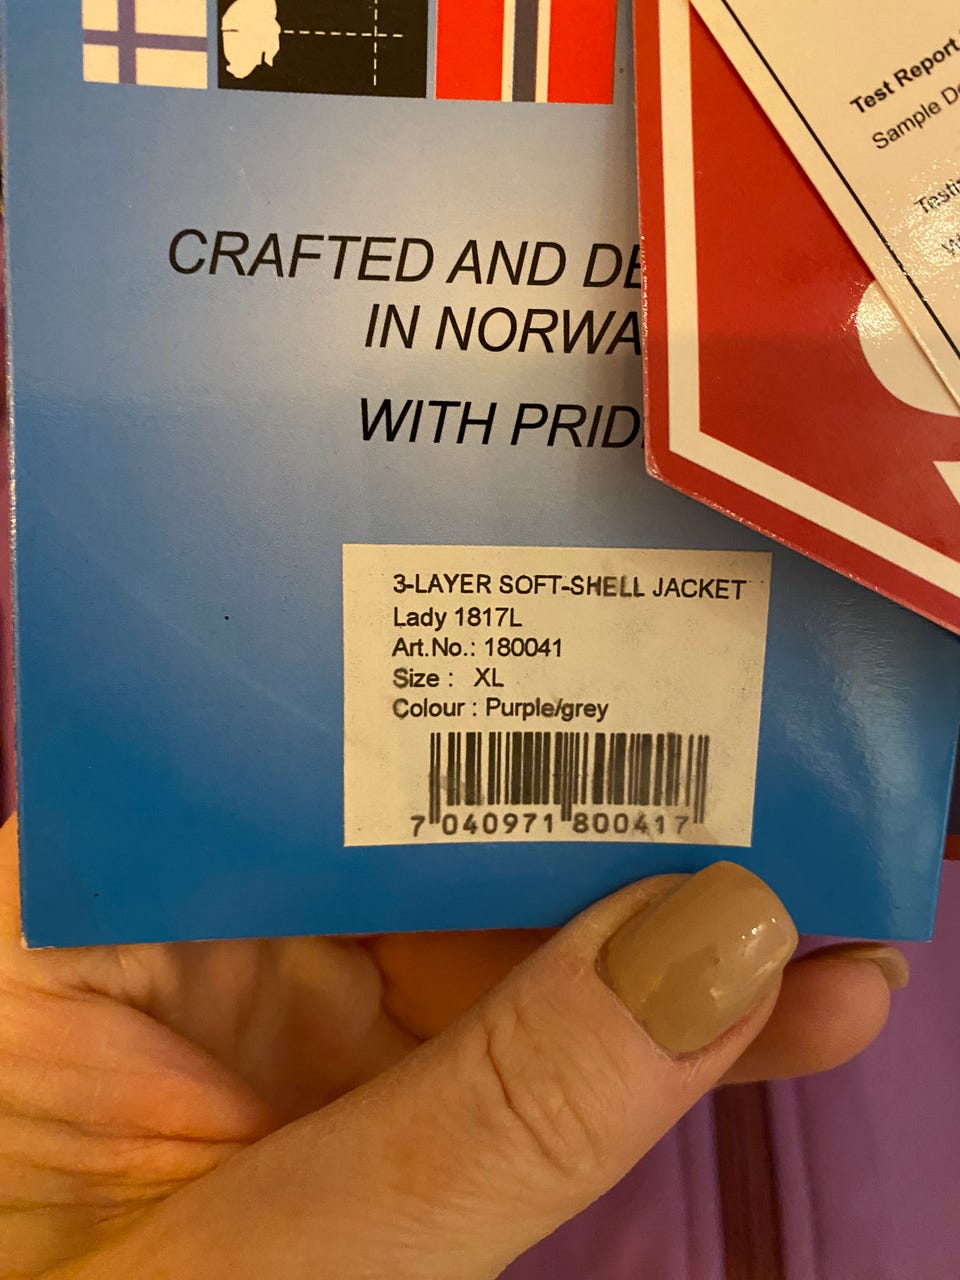 CRAFTED AND DE
IN NORWA
WITH PRID
Test Report
Sample De
3-LAYER SOFT-SHELL JACKET
Lady 1817L
Art.No.: 180041
Size : XL
Colour : Purple/grey
7 040971 800417